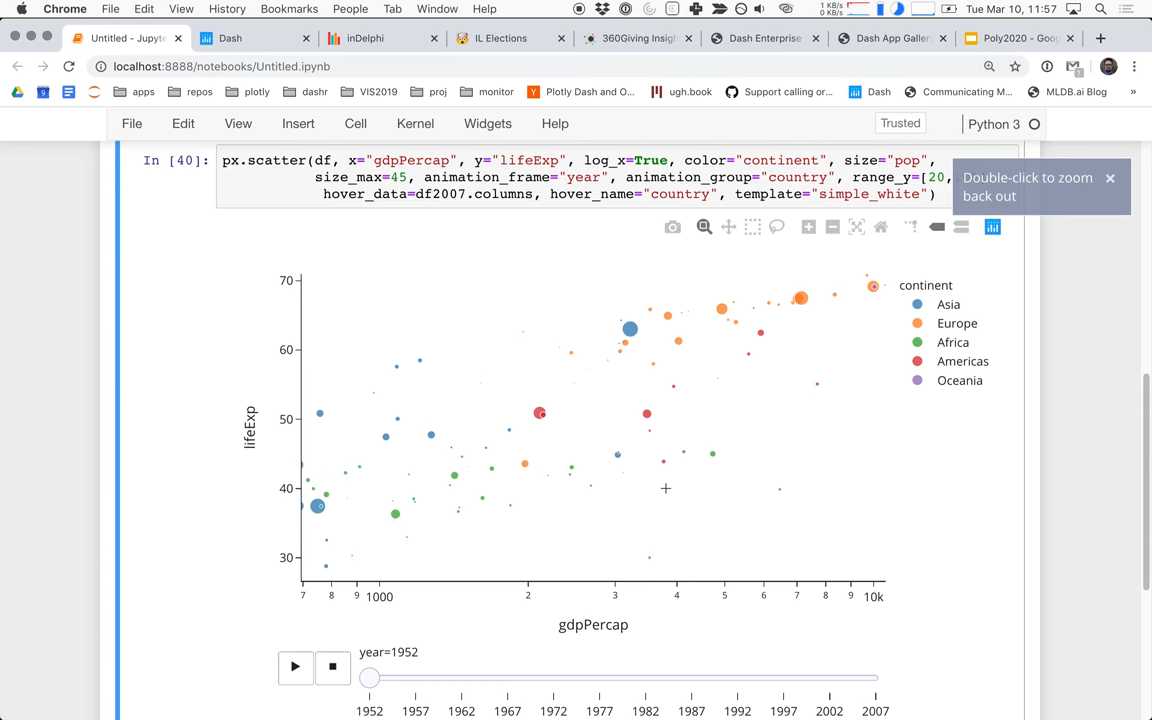 Chrome File Edit View History Bookmarks People Tab Window Help 1 KB/s 0 KB/s Tue Mar 10, 11:57
Untitled - Jupyte Dash inDelphi IL Elections 360Giving Insigh Dash Enterprise Dash App Galler Poly2020 - Goog
localhost:8888/notebooks/Untitled.ipynb
apps repos plotly dashr VIS2019 proj monitor Plotly Dash and O... ugh.book Support calling or... Dash Communicating M... MLDB.ai Blog »
File Edit View Insert Cell Kernel Widgets Help Trusted Python 3
In [40]: px.scatter(df, x="gdpPercap", y="lifeExp", log_x=True, color="continent", size="pop",
size_max=45, animation_frame="year", animation_group="country", range_y=[20,
hover_data=df2007.columns, hover_name="country", template="simple_white")
Double-click to zoom
back out
70
60
50
40
30
lifeExp
continent
Asia
Europe
Africa
Americas
Oceania
7 8 9 1000 2 3 4 5 6 7 8 9 10k
gdpPercap
year=1952
1952 1957 1962 1967 1972 1977 1982 1987 1992 1997 2002 2007